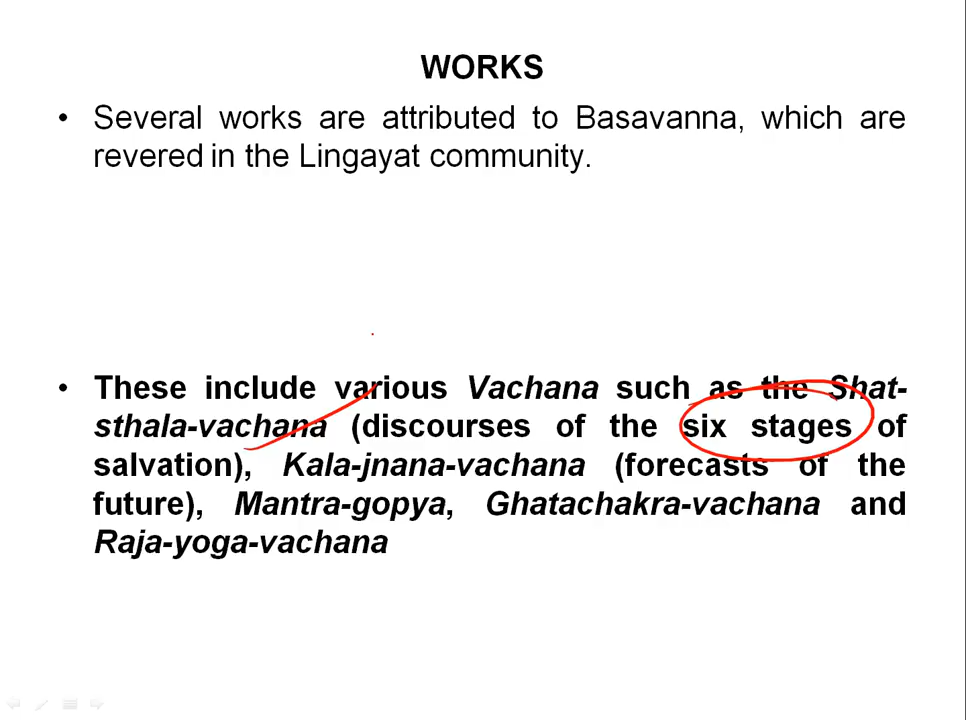 WORKS
• Several works are attributed to Basavanna, which are
revered in the Lingayat community.
• These include various Vachana such as the Shat-
sthala-vachana (discourses of the six stages of
salvation), Kala-jnana-vachana (forecasts of the
future), Mantra-gopya, Ghatachakra-vachana and
Raja-yoga-vachana